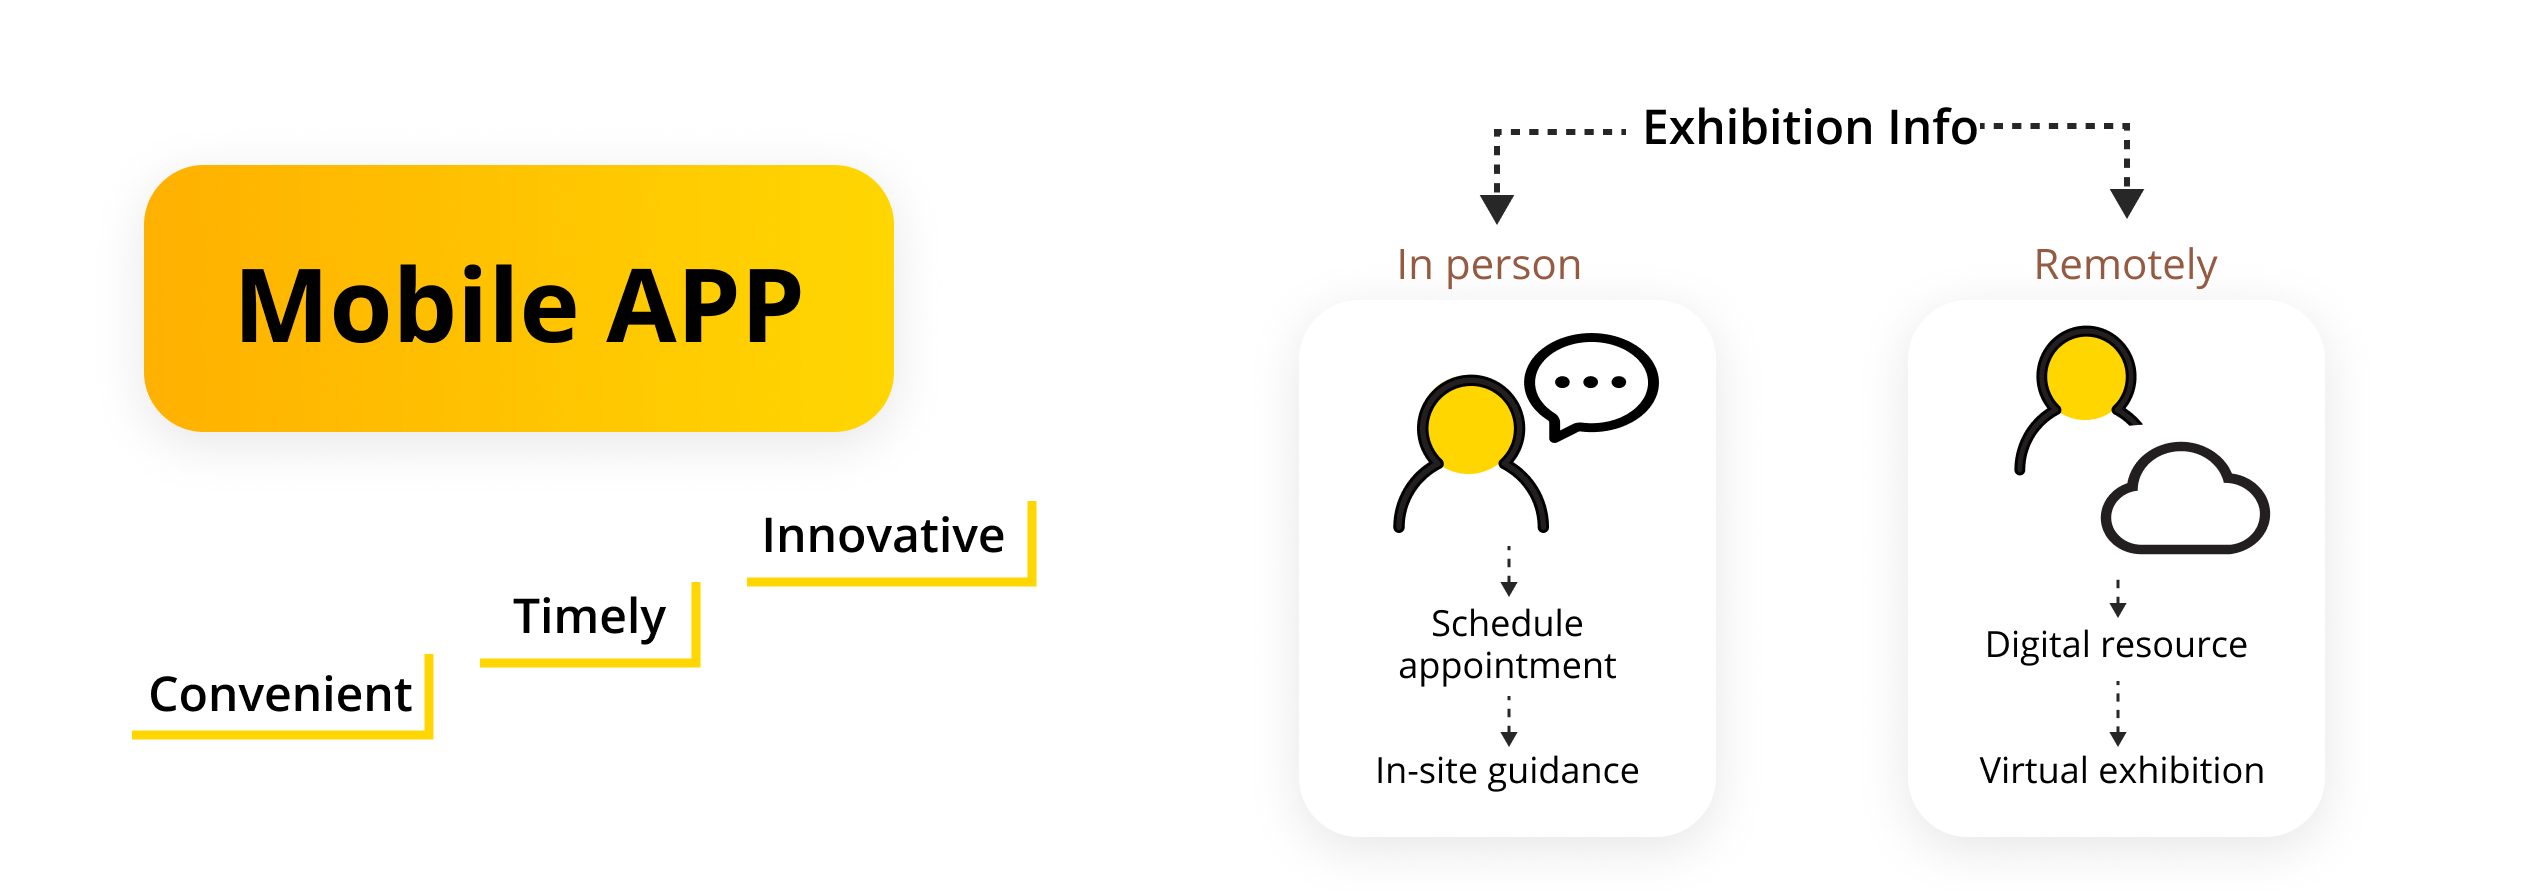 Mobile APP
Innovative
Timely
Convenient
Exhibition Info
In person
Schedule
appointment
In-site guidance
Remotely
Digital resource
Virtual exhibition